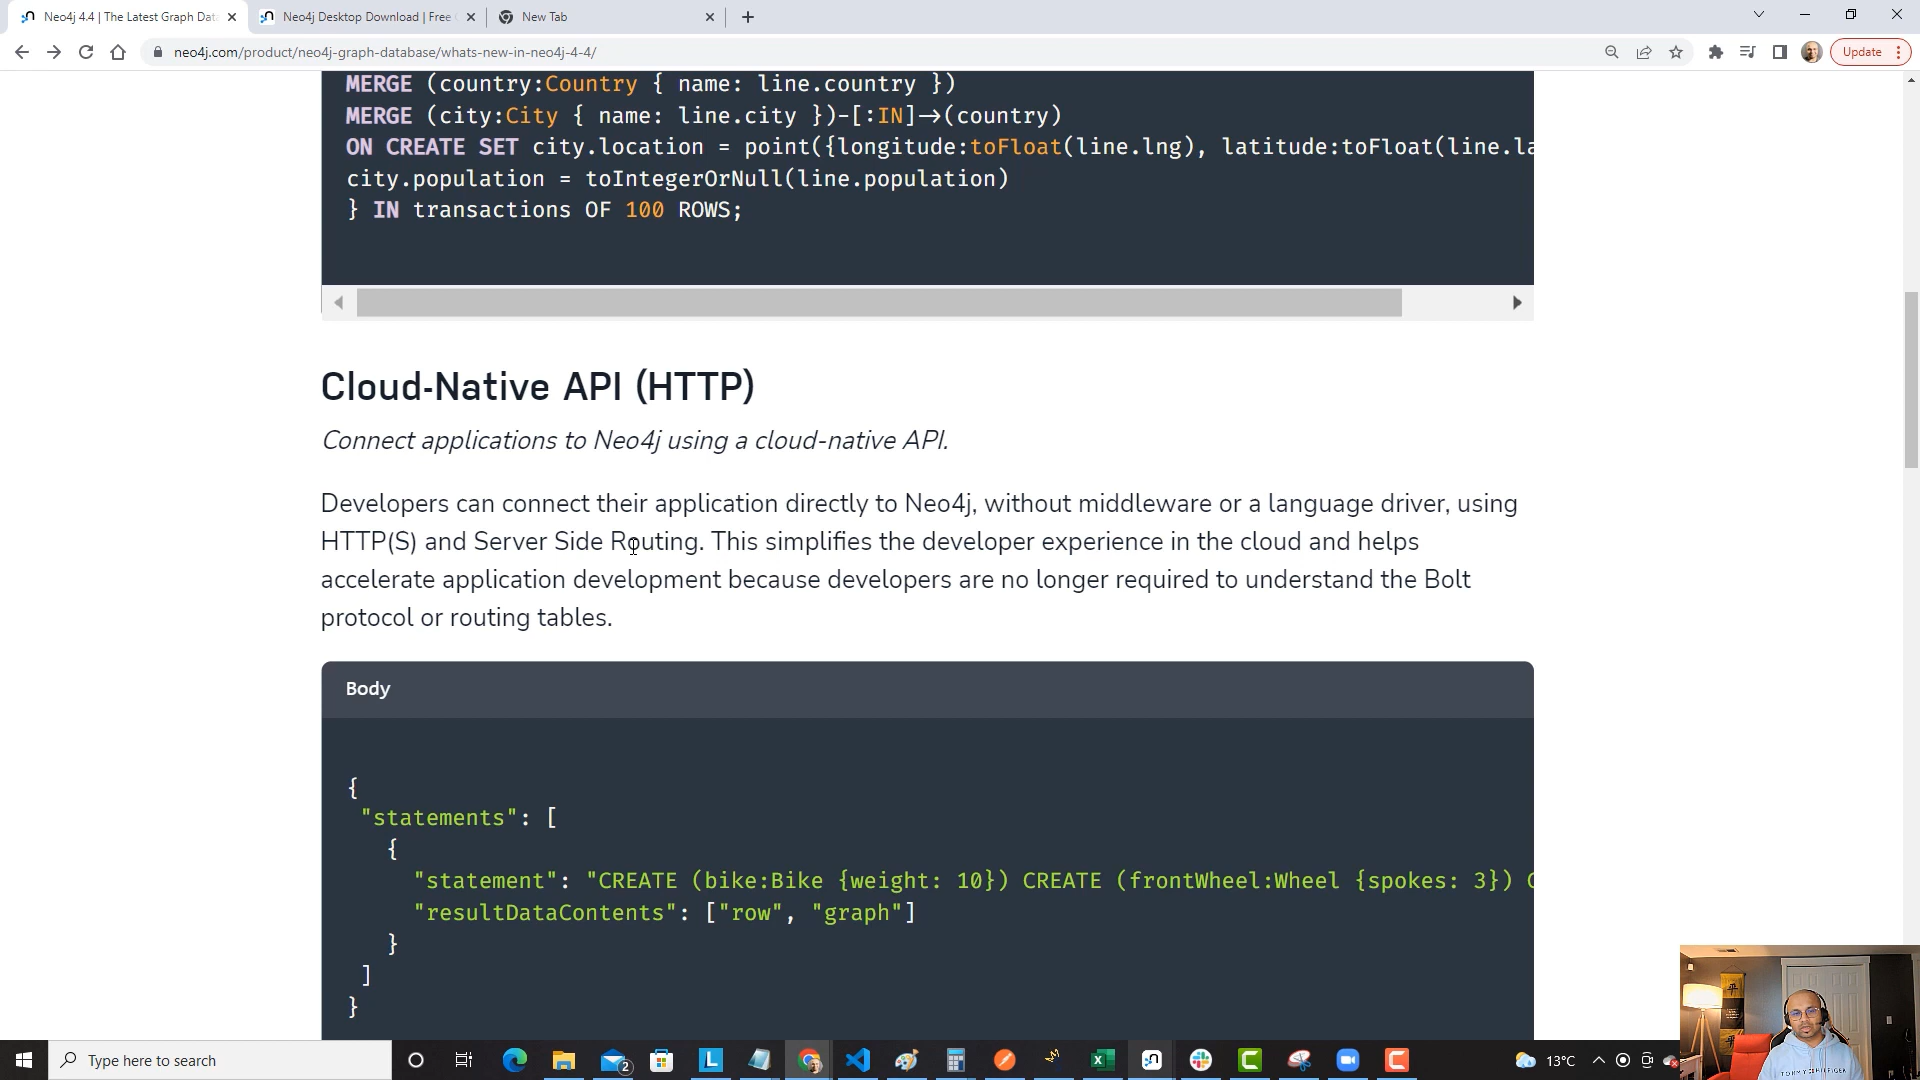 Neo4j 4.4 | The Latest Graph Dat
Neo4j Desktop Download | Free
New Tab
neo4j.com/product/neo4j-graph-database/whats-new-in-neo4j-4-4/
Update
MERGE (country:Country { name: line.country })
MERGE (city:City { name: line.city })-[:IN]->(country)
ON CREATE SET city.location = point({longitude:toFloat(line.lng), latitude:toFloat(line.la
city.population = toIntegerOrNull(line.population)
} IN transactions OF 100 ROWS;
Cloud-Native API (HTTP)
Connect applications to Neo4j using a cloud-native API.
Developers can connect their application directly to Neo4j, without middleware or a language driver, using
HTTP(S) and Server Side Routing. This simplifies the developer experience in the cloud and helps
accelerate application development because developers are no longer required to understand the Bolt
protocol or routing tables.
Body
{
"statements": [
{
"statement": "CREATE (bike:Bike {weight: 10}) CREATE (frontWheel:Wheel {spokes: 3}) C
"resultDataContents": ["row", "graph"]
}
]
}
Type here to search
2
L
13°C
TOMMY HILFIGER